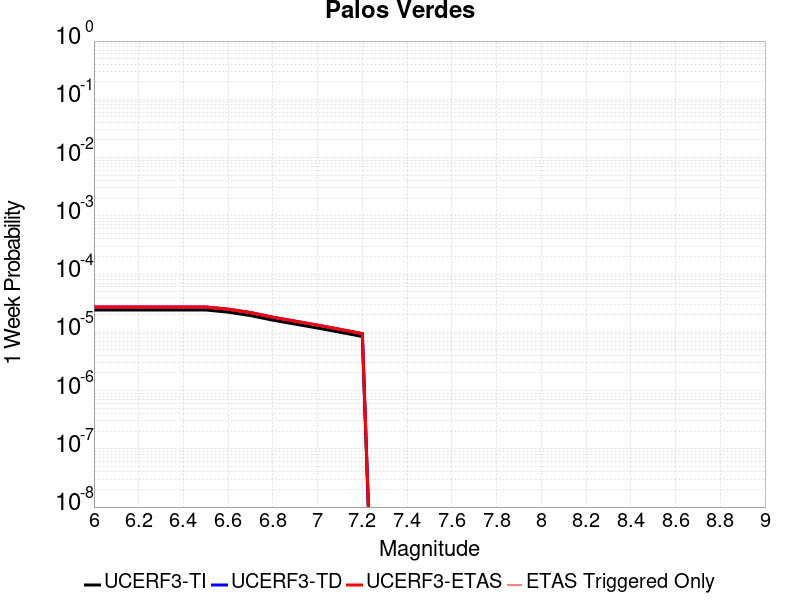 Palos Verdes
10^0
10^-1
10^-2
10^-3
10^-4
10^-5
10^-6
10^-7
10^-8
1 Week Probability
6 6.2 6.4 6.6 6.8 7 7.2 7.4 7.6 7.8 8 8.2 8.4 8.6 8.8 9
Magnitude
UCERF3-TI UCERF3-TD UCERF3-ETAS ETAS Triggered Only